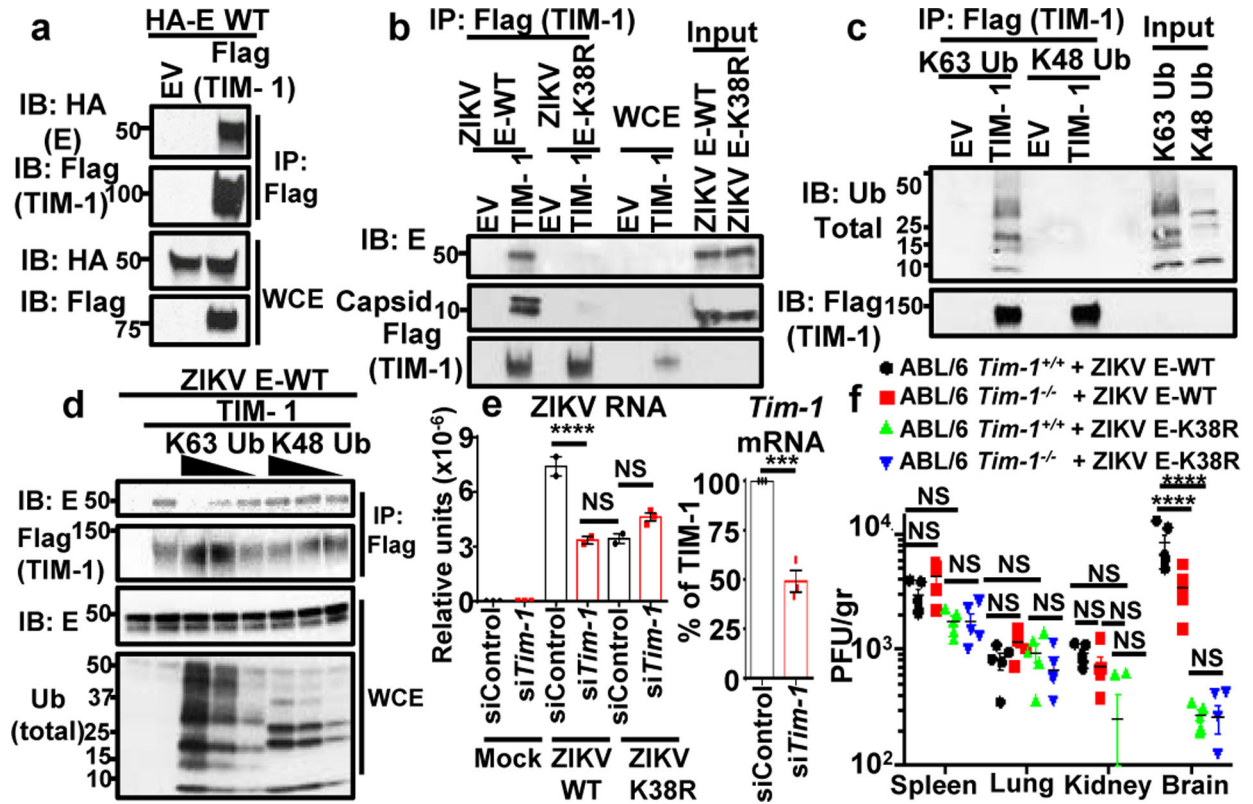 a
HA-E WT
EV
Flag
(TIM- 1)
IB: HA
(E)
50
IB: Flag
(TIM-1)
100
IP:
Flag
IB: HA
50
IB: Flag
75
WCE
b
IP: Flag (TIM-1)
Input
ZIKV
E-WT
ZIKV
E-K38R
WCE
ZIKV E-WT
ZIKV E-K38R
EV
TIM- 1
EV
TIM- 1
EV
TIM- 1
IB: E
50
Capsid
10
Flag
(TIM-1)
c
IP: Flag (TIM-1)
Input
K63 Ub
K48 Ub
EV
TIM- 1
EV
TIM- 1
K63 Ub
K48 Ub
IB: Ub
Total
50
25
15
10
IB: Flag
(TIM-1)
150
d
ZIKV E-WT
TIM- 1
K63 Ub
K48 Ub
IB: E
50
Flag
(TIM-1)
150
IP:
Flag
IB: E
50
Ub
(total)
50
37
25
15
10
WCE
e
ZIKV RNA
Relative units (x10-6)
9
6
3
0
****
NS
NS
siControl
siTim-1
siControl
siTim-1
siControl
siTim-1
Mock
ZIKV
WT
ZIKV
K38R
Tim-1
mRNA
***
% of TIM-1
100
50
0
siControl
siTim-1
f
ABL/6 Tim-1+/+ + ZIKV E-WT
ABL/6 Tim-1-/- + ZIKV E-WT
ABL/6 Tim-1+/+ + ZIKV E-K38R
ABL/6 Tim-1-/- + ZIKV E-K38R
PFU/gr
104
103
102
NS
NS
NS
NS
NS
NS
NS
NS
NS
NS
****
****
NS
Spleen
Lung
Kidney
Brain